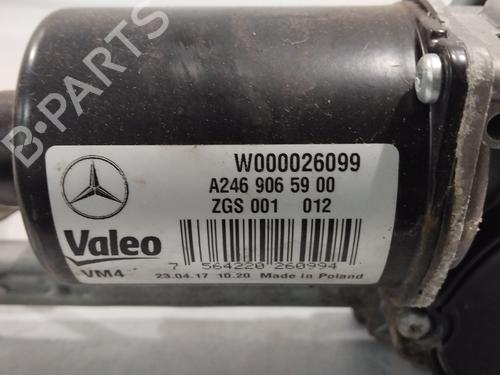 B-PARTS
W000026099
A246 906 59 00
ZGS 001 012
Valeo
VM4
7 564220 260994
23.04.17 10.20 Made in Poland